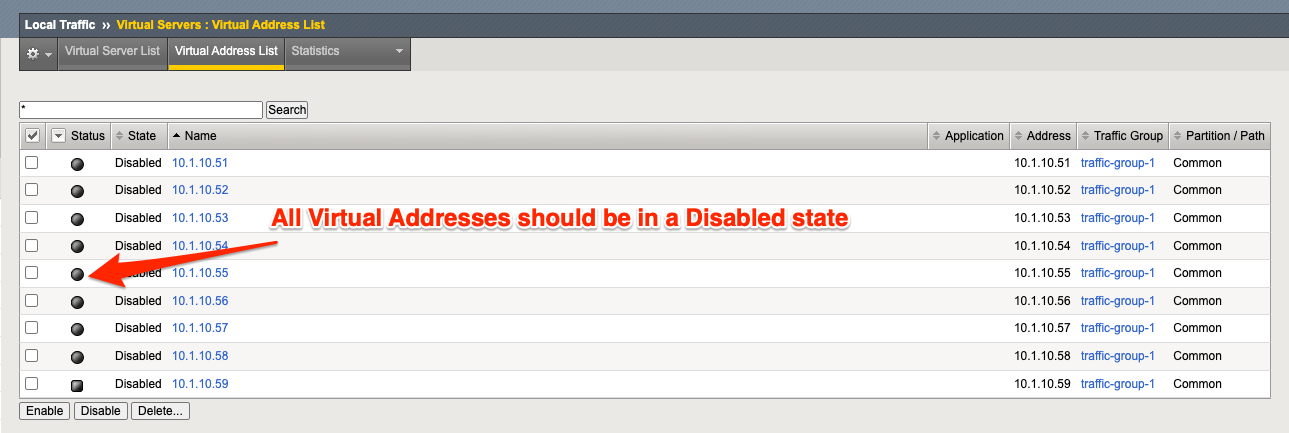 Local Traffic » Virtual Servers : Virtual Address List
Virtual Server List Virtual Address List Statistics
* Search
Status State Name Application Address Traffic Group Partition / Path
Disabled 10.1.10.51 10.1.10.51 traffic-group-1 Common
Disabled 10.1.10.52 10.1.10.52 traffic-group-1 Common
Disabled 10.1.10.53 10.1.10.53 traffic-group-1 Common
All Virtual Addresses should be in a Disabled state
Disabled 10.1.10.54 10.1.10.54 traffic-group-1 Common
Disabled 10.1.10.55 10.1.10.55 traffic-group-1 Common
Disabled 10.1.10.56 10.1.10.56 traffic-group-1 Common
Disabled 10.1.10.57 10.1.10.57 traffic-group-1 Common
Disabled 10.1.10.58 10.1.10.58 traffic-group-1 Common
Disabled 10.1.10.59 10.1.10.59 traffic-group-1 Common
Enable Disable Delete...